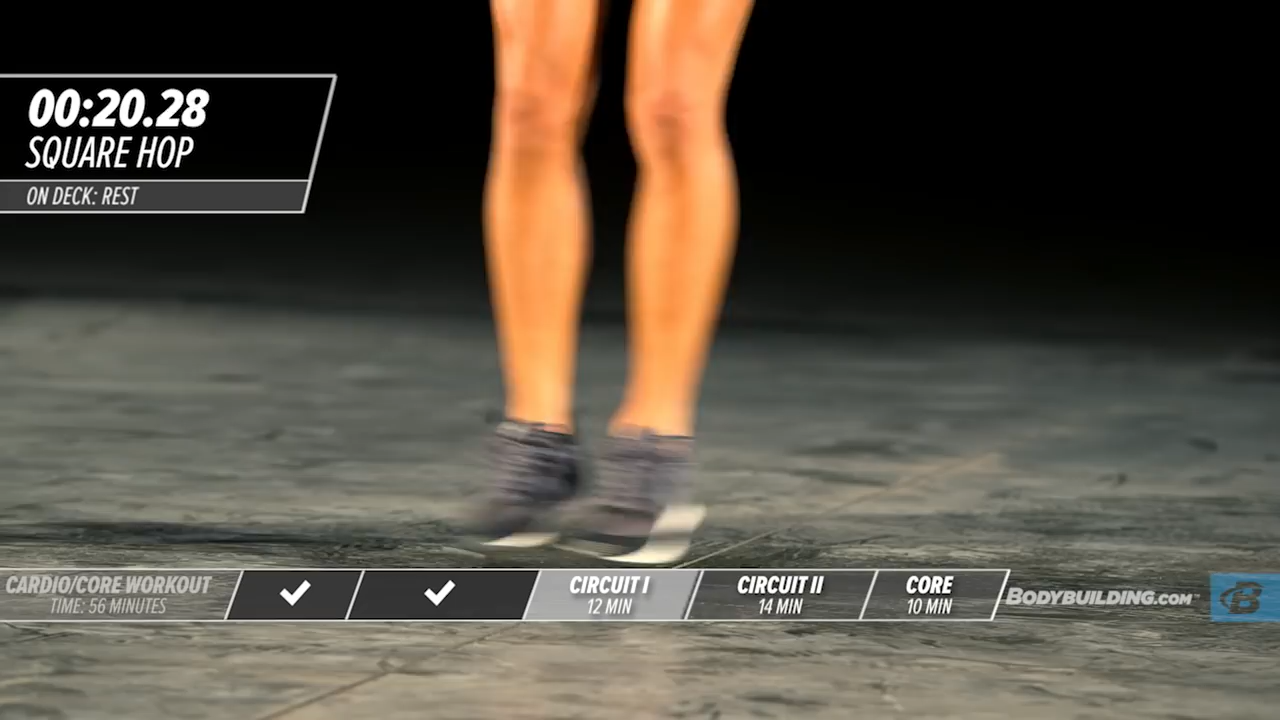 00:20.28
SQUARE HOP
ON DECK: REST
CARDIO/CORE WORKOUT
TIME: 56 MINUTES
CIRCUIT I
12 MIN
CIRCUIT II
14 MIN
CORE
10 MIN
BODYBUILDING.COM™
B